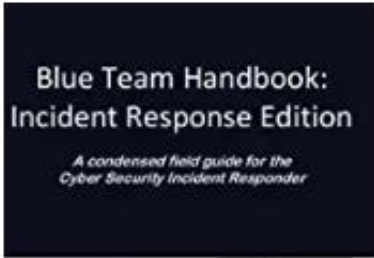 Blue Team Handbook:
Incident Response Edition
A condensed field guide for the
Cyber Security Incident Responder